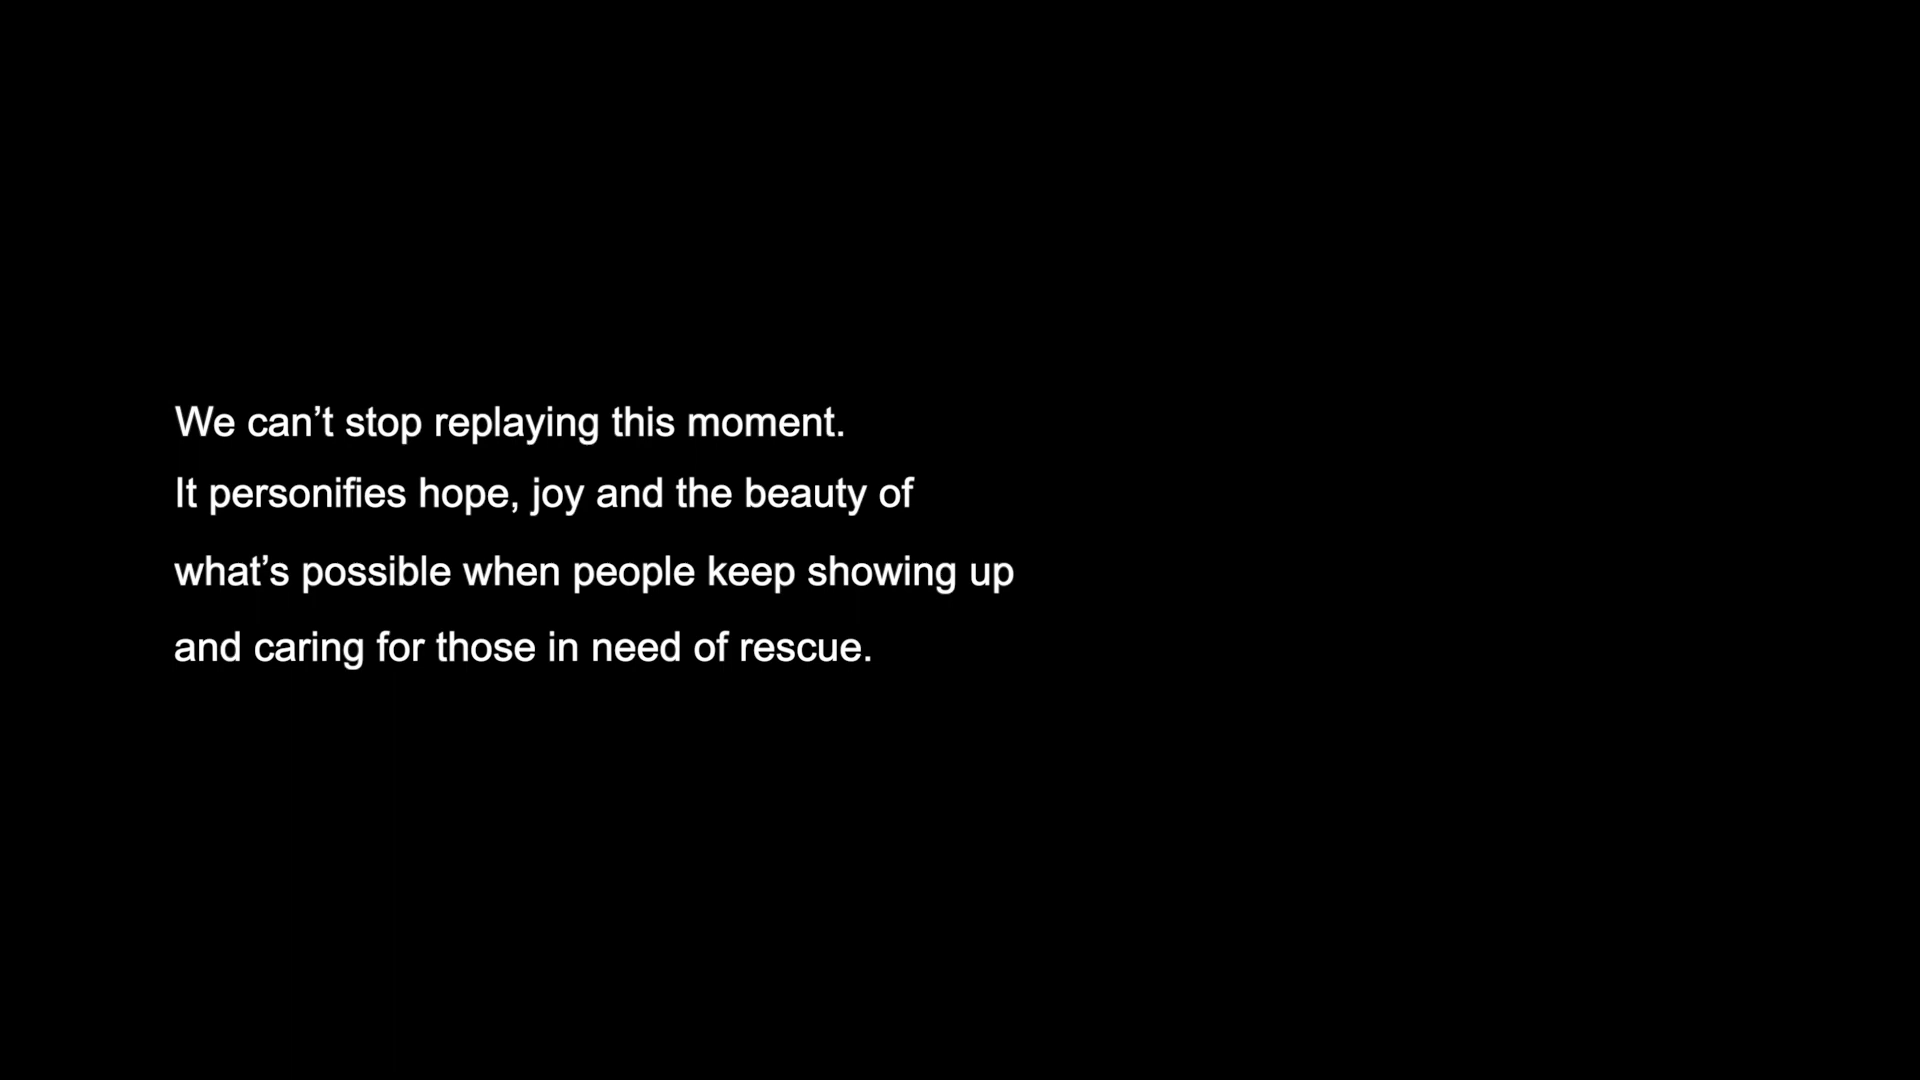 We can’t stop replaying this moment.
It personifies hope, joy and the beauty of
what’s possible when people keep showing up
and caring for those in need of rescue.